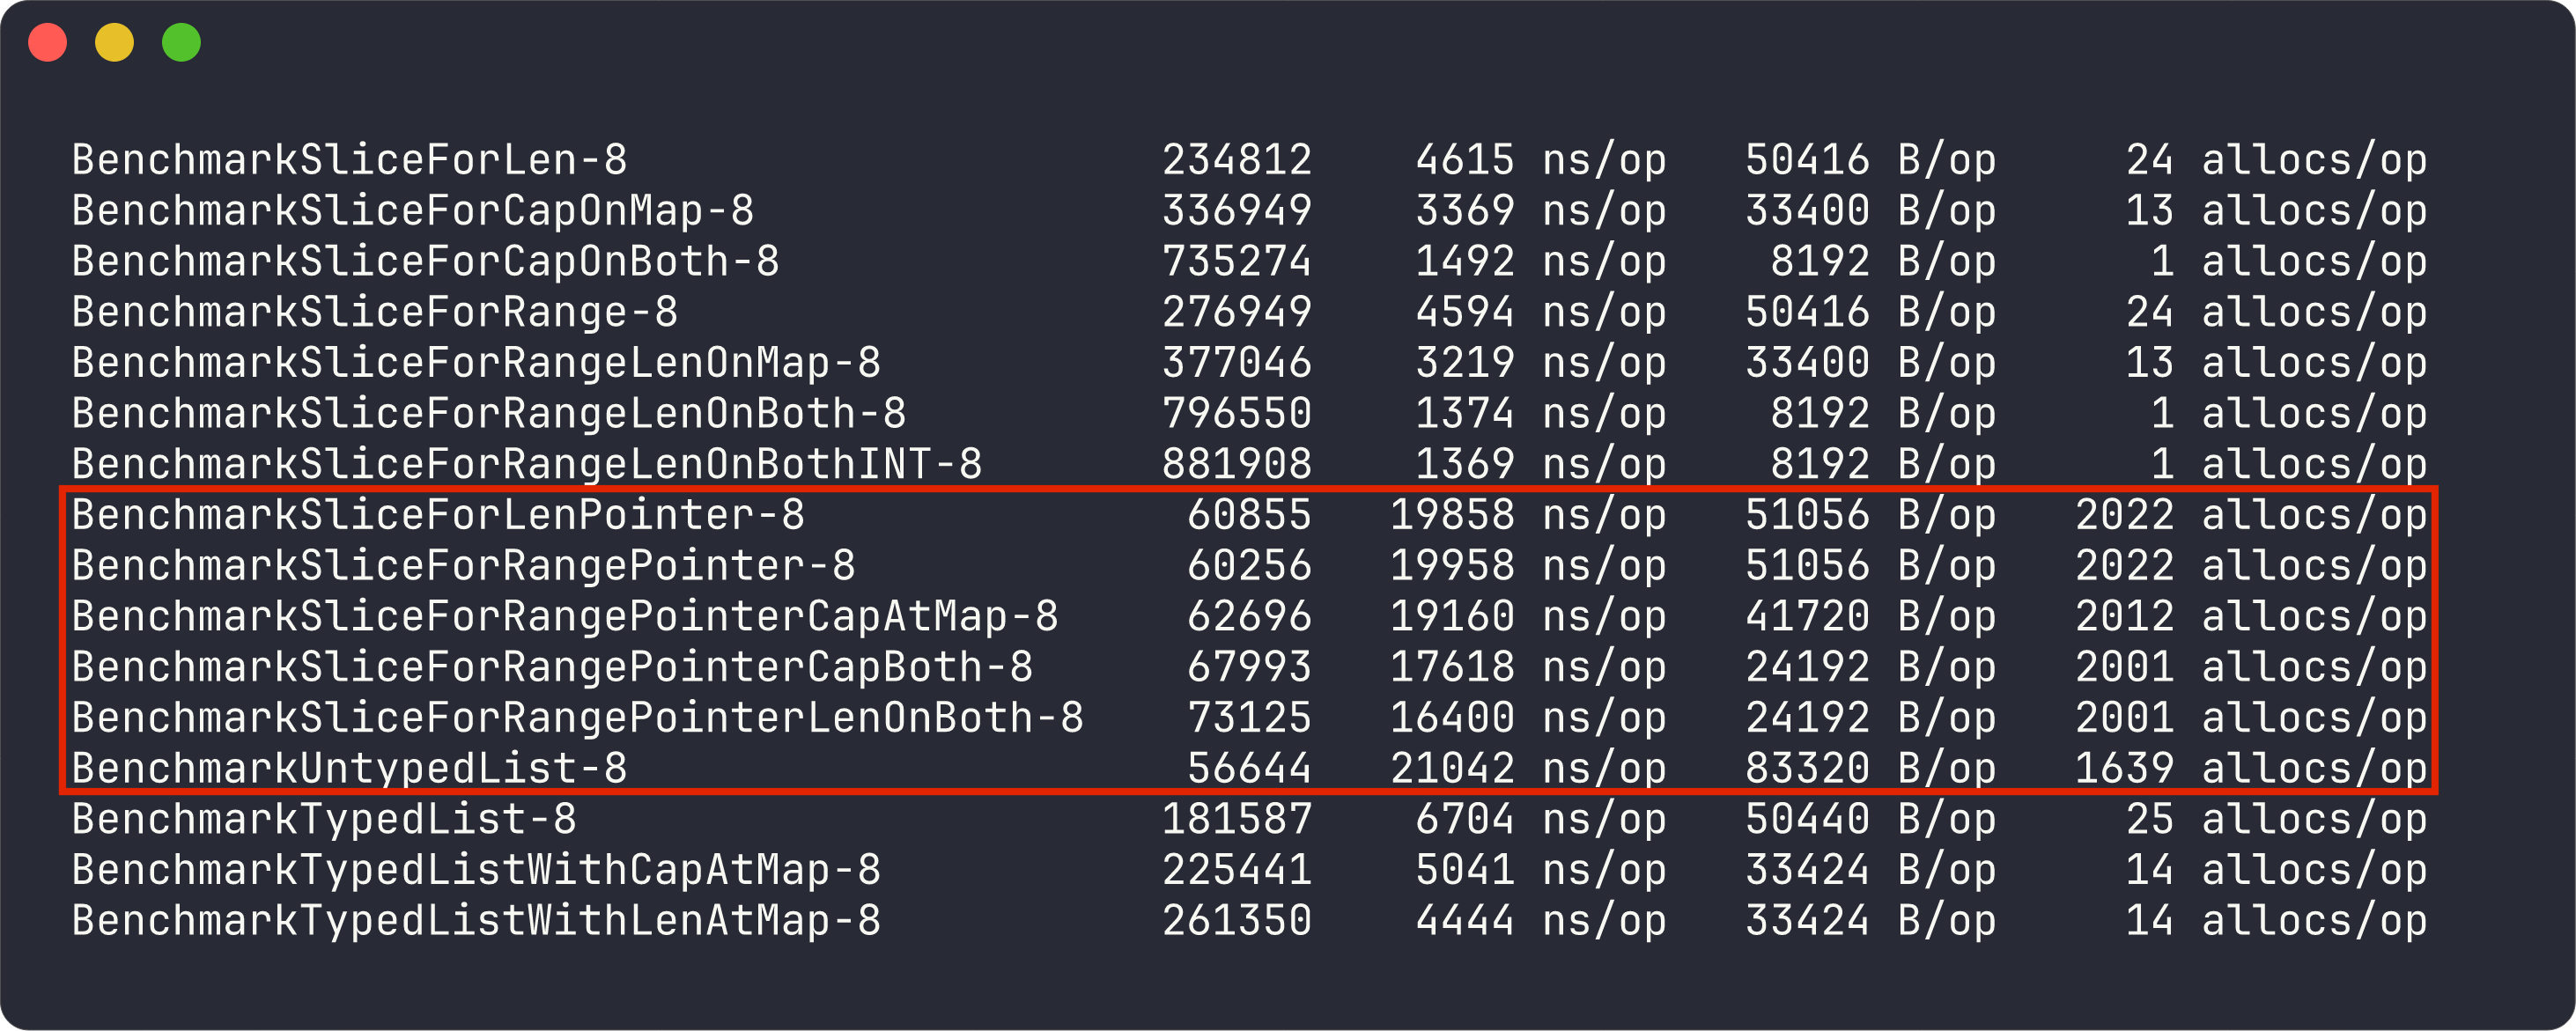 BenchmarkSliceForLen-8 234812 4615 ns/op 50416 B/op 24 allocs/op
BenchmarkSliceForCapOnMap-8 336949 3369 ns/op 33400 B/op 13 allocs/op
BenchmarkSliceForCapOnBoth-8 735274 1492 ns/op 8192 B/op 1 allocs/op
BenchmarkSliceForRange-8 276949 4594 ns/op 50416 B/op 24 allocs/op
BenchmarkSliceForRangeLenOnMap-8 377046 3219 ns/op 33400 B/op 13 allocs/op
BenchmarkSliceForRangeLenOnBoth-8 796550 1374 ns/op 8192 B/op 1 allocs/op
BenchmarkSliceForRangeLenOnBothINT-8 881908 1369 ns/op 8192 B/op 1 allocs/op
BenchmarkSliceForLenPointer-8 60855 19858 ns/op 51056 B/op 2022 allocs/op
BenchmarkSliceForRangePointer-8 60256 19958 ns/op 51056 B/op 2022 allocs/op
BenchmarkSliceForRangePointerCapAtMap-8 62696 19160 ns/op 41720 B/op 2012 allocs/op
BenchmarkSliceForRangePointerCapBoth-8 67993 17618 ns/op 24192 B/op 2001 allocs/op
BenchmarkSliceForRangePointerLenOnBoth-8 73125 16400 ns/op 24192 B/op 2001 allocs/op
BenchmarkUntypedList-8 56644 21042 ns/op 83320 B/op 1639 allocs/op
BenchmarkTypedList-8 181587 6704 ns/op 50440 B/op 25 allocs/op
BenchmarkTypedListWithCapAtMap-8 225441 5041 ns/op 33424 B/op 14 allocs/op
BenchmarkTypedListWithLenAtMap-8 261350 4444 ns/op 33424 B/op 14 allocs/op